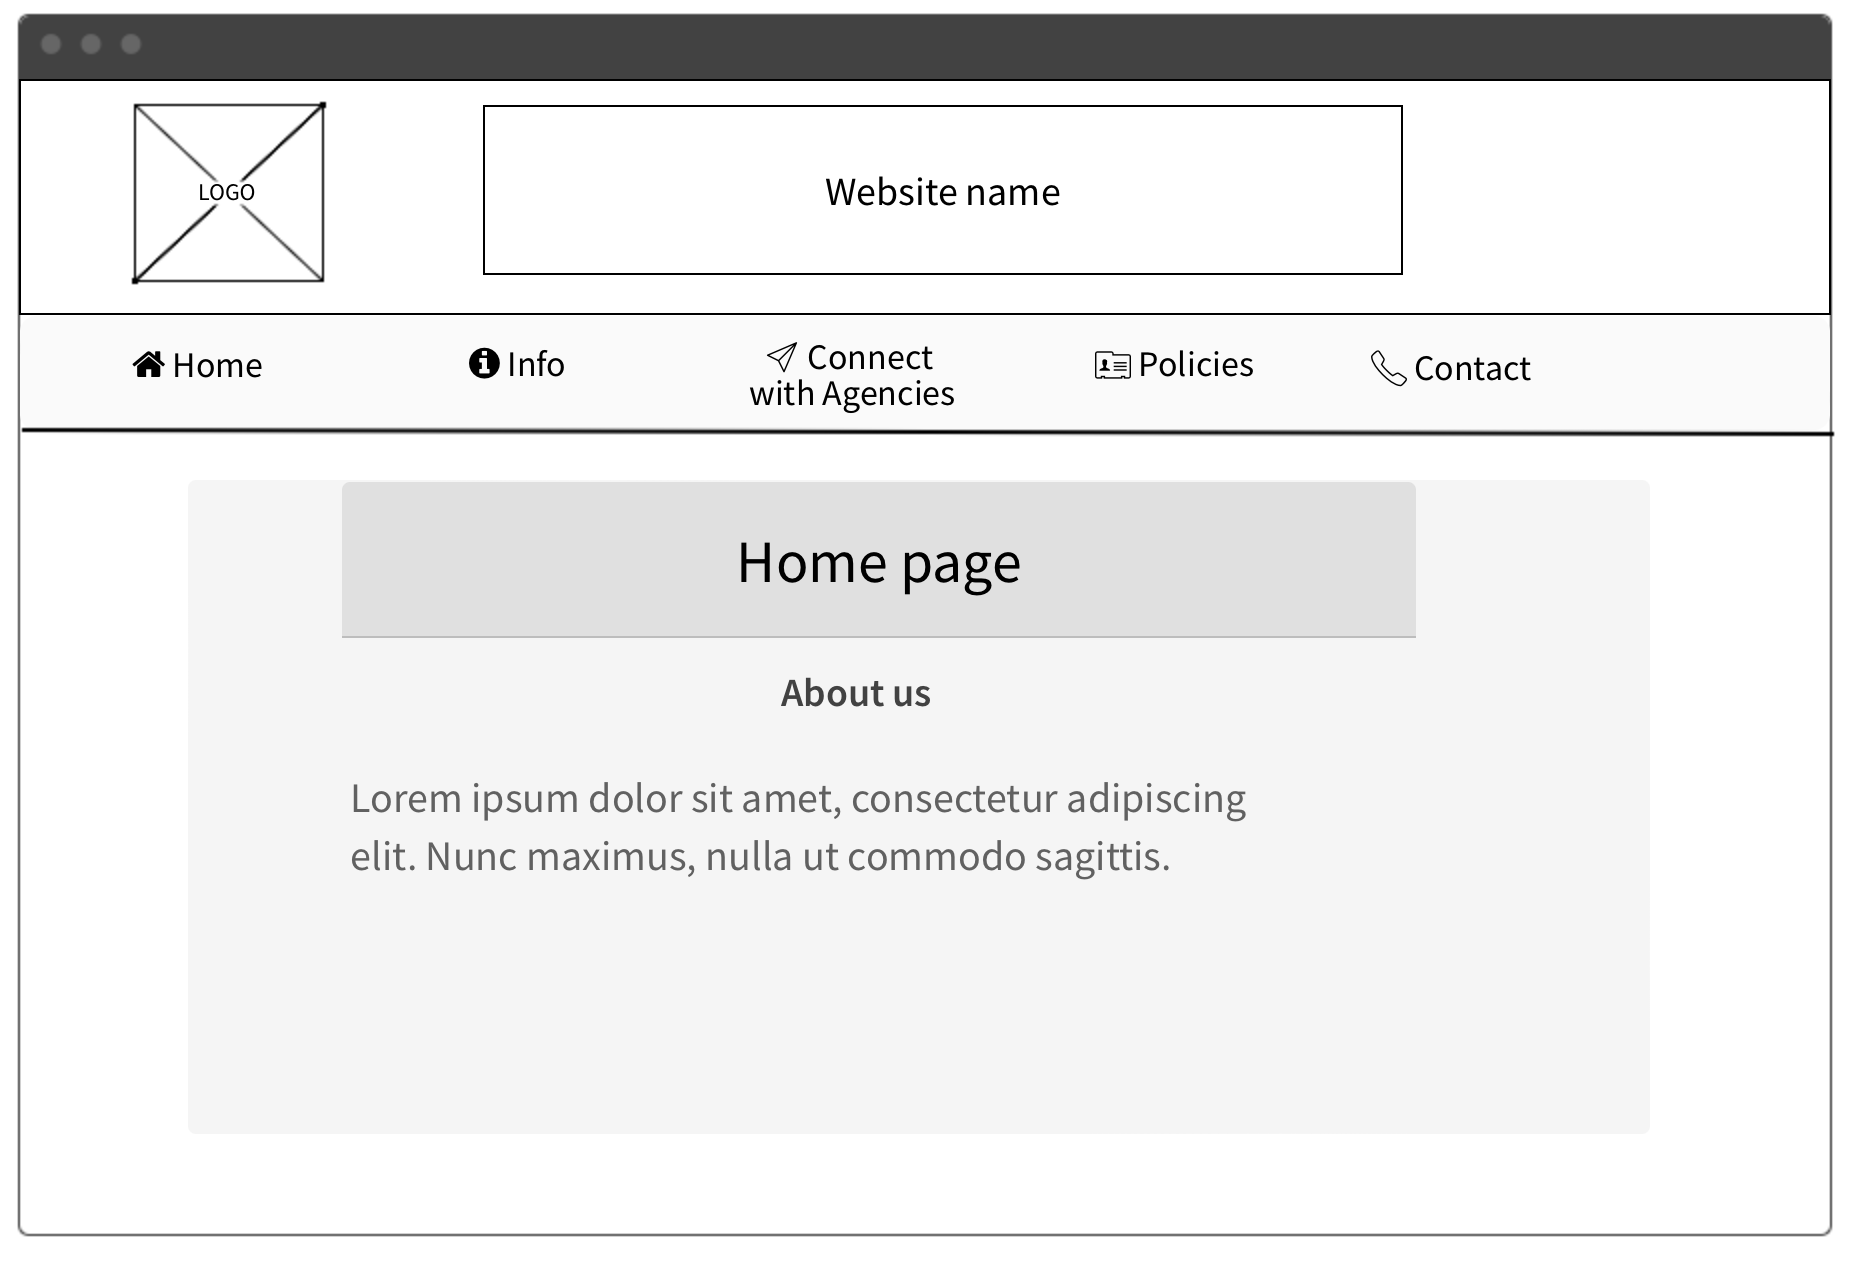 LOGO
Website name
Home
Info
Connect
with Agencies
Policies
Contact
Home page
About us
Lorem ipsum dolor sit amet, consectetur adipiscing
elit. Nunc maximus, nulla ut commodo sagittis.